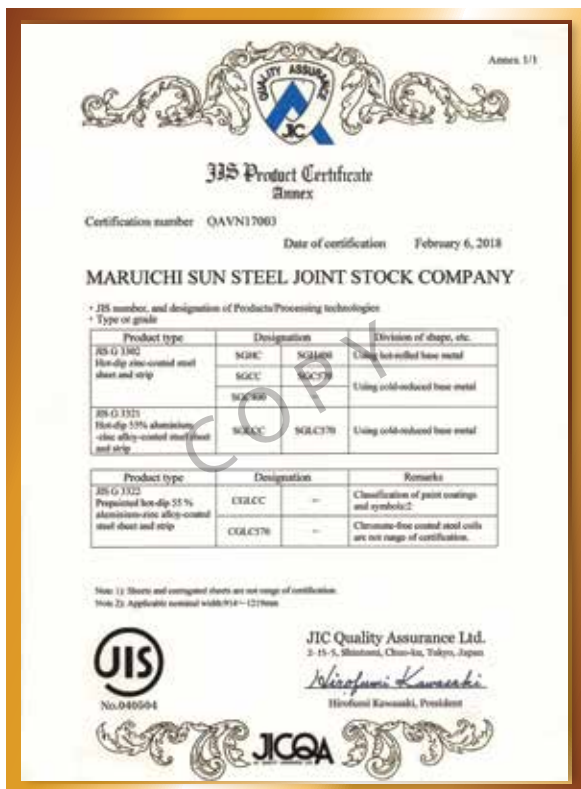 Annex 1/1
QUALITY ASSURANCE
JIC
JIS Product Certificate
Annex
Certification number QAVN17003
Date of certification February 6, 2018
MARUICHI SUN STEEL JOINT STOCK COMPANY
• JIS number, and designation of Products/Processing technologies
• Type or grade
Product type Designation Division of shape, etc.
JIS G 3302
Hot-dip zinc-coated steel
sheet and strip
SGHC SGH400 Using hot-rolled base metal
SGCC SGC570
SGC400
Using cold-reduced base metal
JIS G 3321
Hot-dip 55% aluminium
-zinc alloy-coated steel sheet
and strip
SGLCC SGLC570 Using cold-reduced base metal
Product type Designation Remarks
JIS G 3322
Prepainted hot-dip 55 %
aluminium-zinc alloy-coated
steel sheet and strip
CGLCC – Classification of paint coatings
and symbols:2
CGLC570 – Chromate-free coated steel coils
are not range of certification.
COPY
Note 1): Sheets and corrugated sheets are not range of certification.
Note 2): Applicable nominal width:914～1219mm
JIS
No.040504
JIC Quality Assurance Ltd.
2-15-5, Shintomi, Chuo-ku, Tokyo, Japan
Hirofumi Kawasaki
Hirofumi Kawasaki, President
JICQA